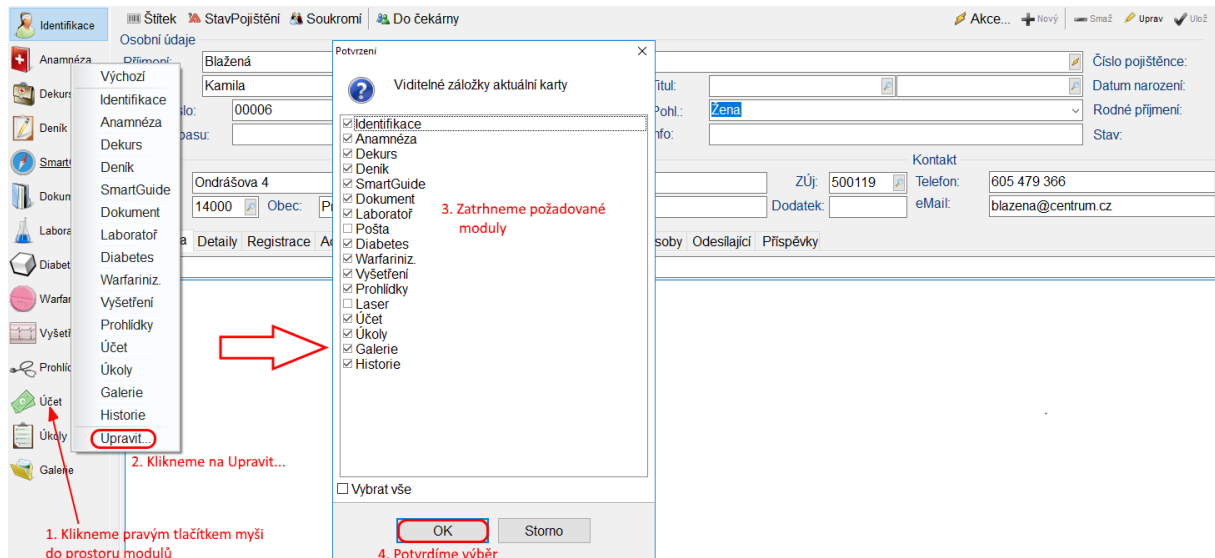 Identifikace
Štítek StavPojištění Soukromí Do čekárny
Akce... Nový Smaž Uprav Ulož
Osobní údaje
Anamnéza
Příjmení:
Blažená
Číslo pojištěnce:
Kamila
Titul:
Datum narození:
00006
Pohl.:
Žena
Rodné příjmení:
Stav:
Kontakt
Ondrášova 4
ZÚj:
500119
Telefon:
605 479 366
14000
Obec:
Dodatek:
eMail:
blazena@centrum.cz
Detaily Registrace
Odesílající Příspěvky
Deník
Účet
Úkoly
Galerie
Výchozí
Identifikace
Anamnéza
Dekurs
Deník
SmartGuide
Dokument
Laboratoř
Diabetes
Warfariniz.
Vyšetření
Prohlídky
Účet
Úkoly
Galerie
Historie
Upravit...
Potvrzení
Viditelné záložky aktuální karty
Identifikace
Anamnéza
Dekurs
Deník
SmartGuide
Dokument
Laboratoř
Pošta
Diabetes
Warfariniz.
Vyšetření
Prohlídky
Laser
Účet
Úkoly
Galerie
Historie
3. Zatrhneme požadované
moduly
Vybrat vše
OK
Storno
4. Potvrdíme výběr
2. Klikneme na Upravit...
1. Klikneme pravým tlačítkem myši
do prostoru modulů